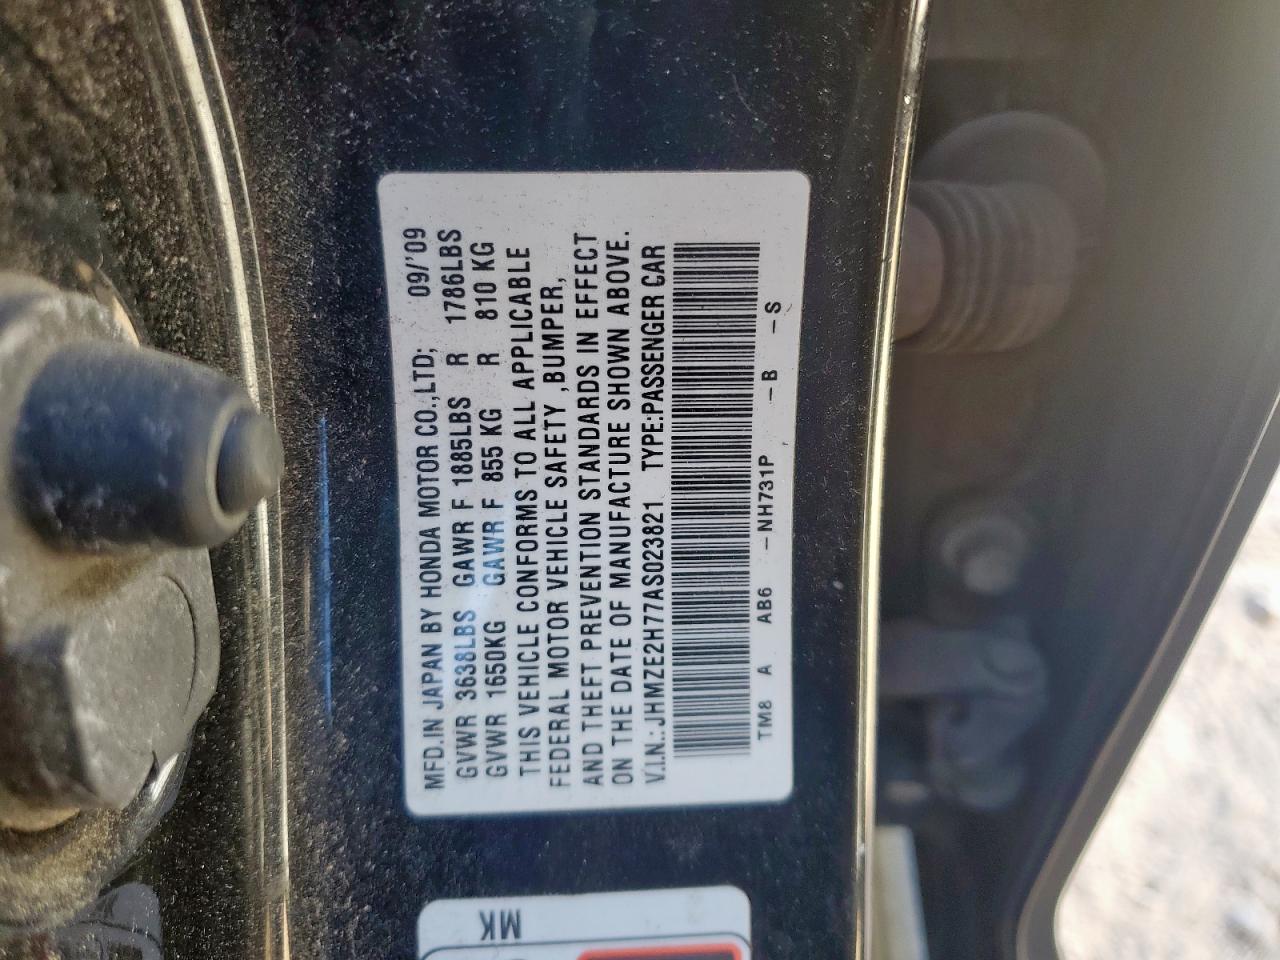 MFD.IN JAPAN BY HONDA MOTOR CO.,LTD; 09/'09
GVWR 3638LBS GAWR F 1885LBS R 1786LBS
GVWR 1650KG GAWR F 855 KG R 810 KG
THIS VEHICLE CONFORMS TO ALL APPLICABLE
FEDERAL MOTOR VEHICLE SAFETY ,BUMPER,
AND THEFT PREVENTION STANDARDS IN EFFECT
ON THE DATE OF MANUFACTURE SHOWN ABOVE.
V.I.N.: JHMZE2H77AS023821 TYPE:PASSENGER CAR
TM8 A AB6 -NH731P -B -S
MK